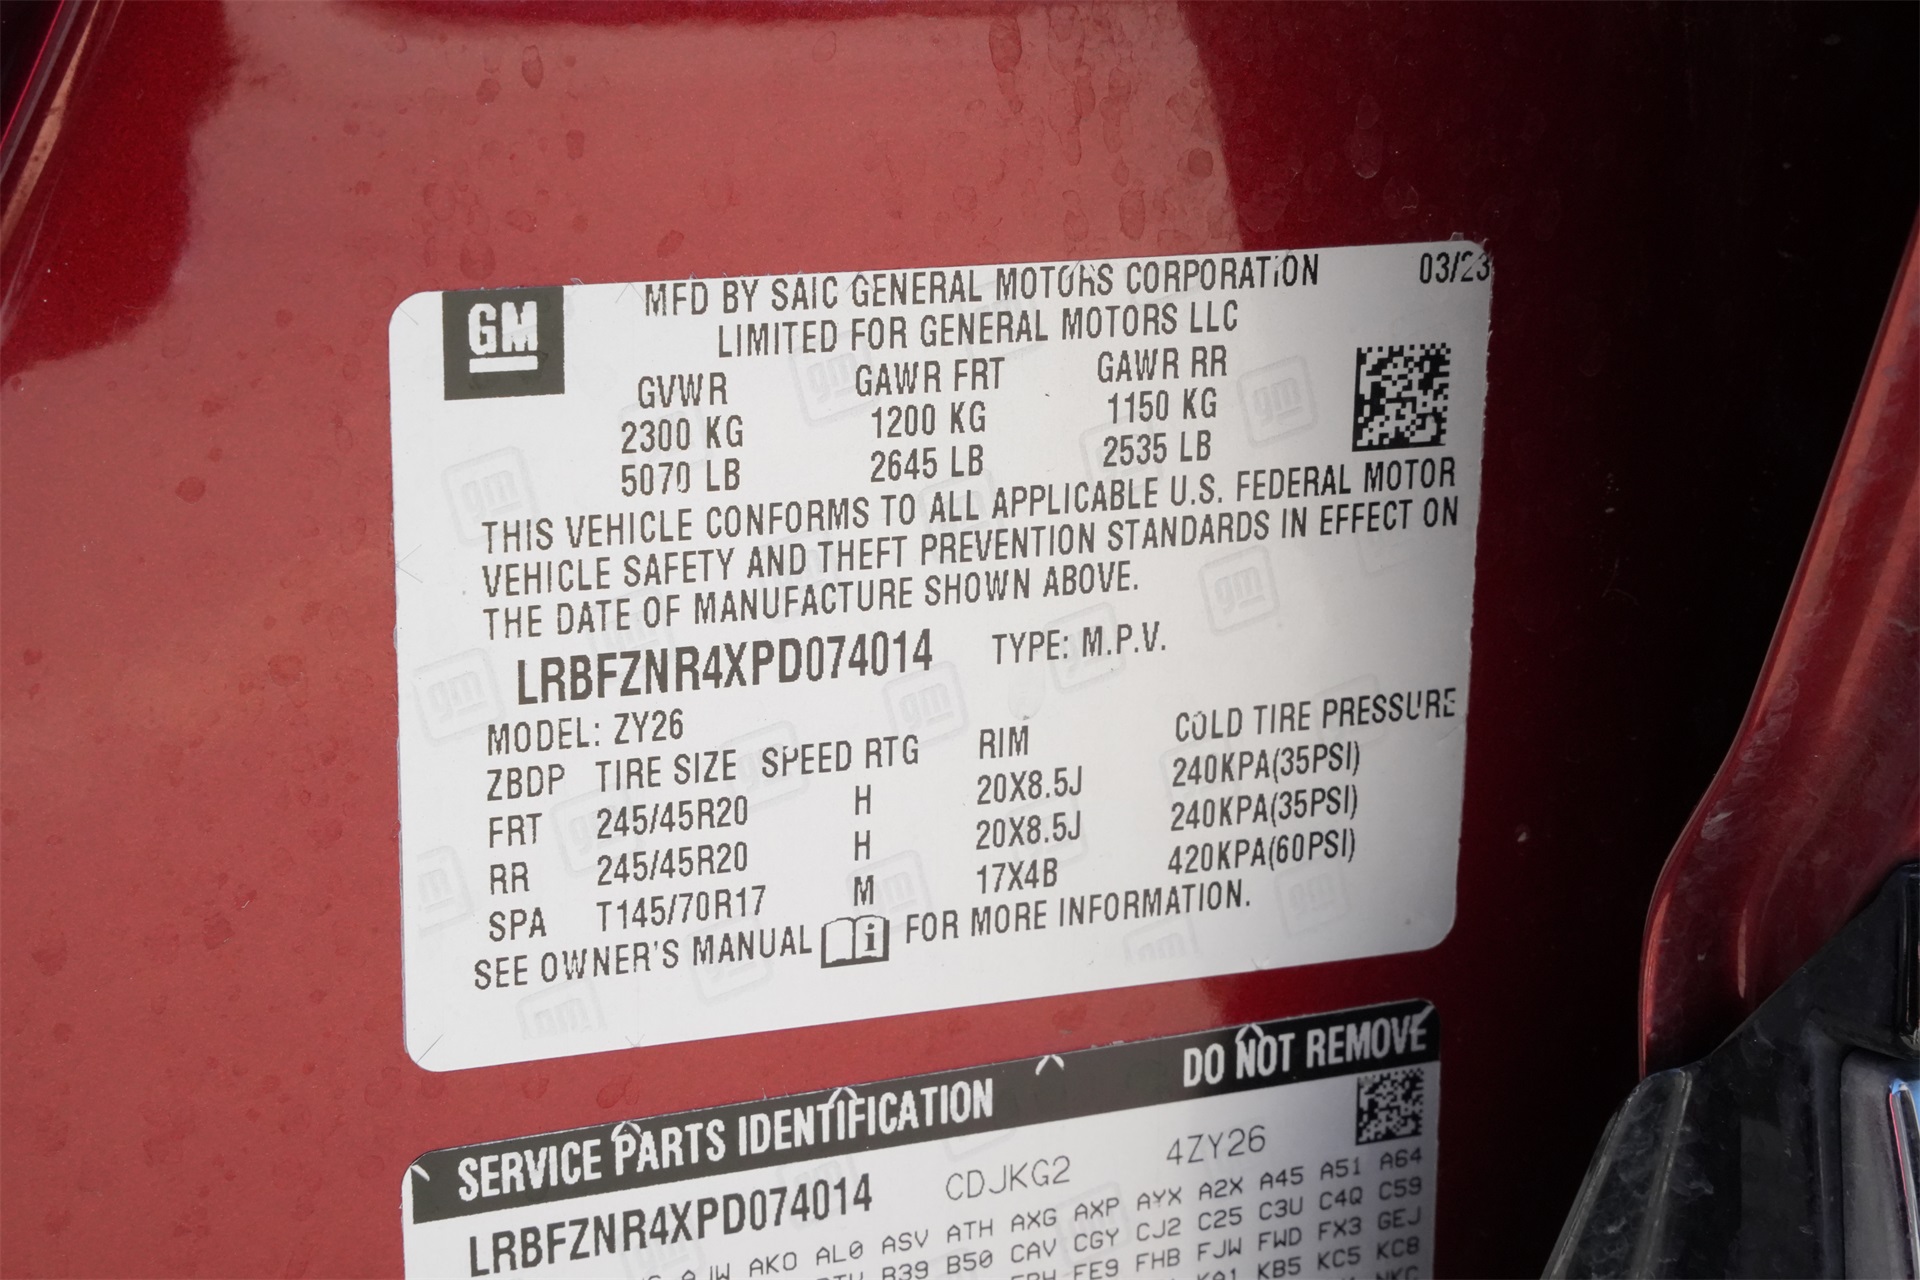 GM
MFD BY SAIC GENERAL MOTORS CORPORATION 03/23
LIMITED FOR GENERAL MOTORS LLC
GVWR GAWR FRT GAWR RR
2300 KG 1200 KG 1150 KG
5070 LB 2645 LB 2535 LB
THIS VEHICLE CONFORMS TO ALL APPLICABLE U.S. FEDERAL MOTOR
VEHICLE SAFETY AND THEFT PREVENTION STANDARDS IN EFFECT ON
THE DATE OF MANUFACTURE SHOWN ABOVE.
LRBFZNR4XPD074014 TYPE: M.P.V.
MODEL: ZY26
ZBDP TIRE SIZE SPEED RTG RIM COLD TIRE PRESSURE
FRT 245/45R20 H 20X8.5J 240KPA(35PSI)
RR 245/45R20 H 20X8.5J 240KPA(35PSI)
SPA T145/70R17 M 17X4B 420KPA(60PSI)
SEE OWNER'S MANUAL i FOR MORE INFORMATION.
SERVICE PARTS IDENTIFICATION DO NOT REMOVE
LRBFZNR4XPD074014 CDJKG2 4ZY26
AJW AKO AL0 ASV ATH AXG AXP AYX A2X A45 A51 A64
B39 B50 CAV CGY CJ2 C25 C3U C4Q C59
FE9 FHB FJW FWD FX3 GEJ
KA1 KB5 KC5 KC8
NKC